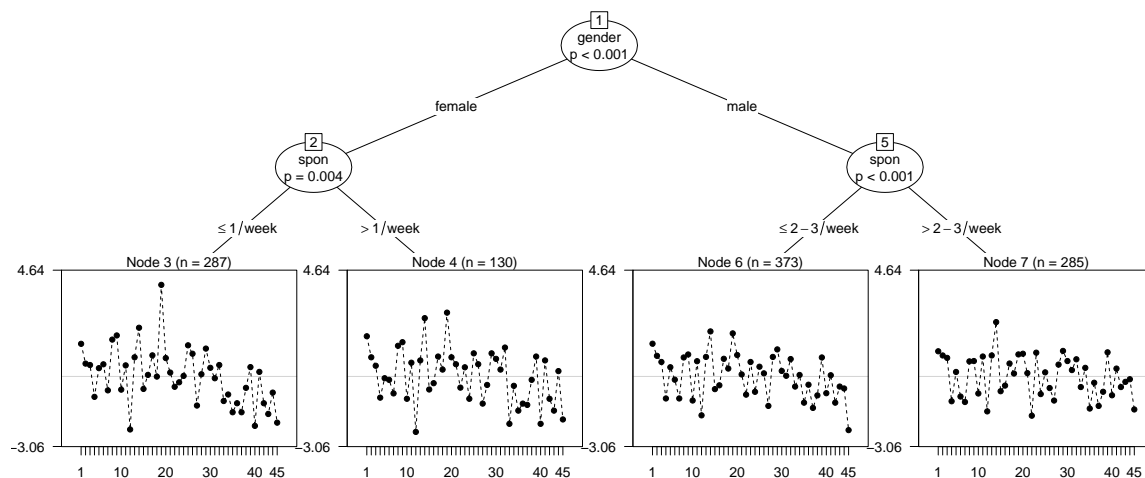 1
gender
p < 0.001
female
male
2
spon
p = 0.004
5
spon
p < 0.001
≤ 1/week
> 1/week
≤ 2−3/week
> 2−3/week
Node 3 (n = 287)
4.64
−3.06
1 10 20 30 40 45
Node 4 (n = 130)
4.64
−3.06
1 10 20 30 40 45
Node 6 (n = 373)
4.64
−3.06
1 10 20 30 40 45
Node 7 (n = 285)
4.64
−3.06
1 10 20 30 40 45